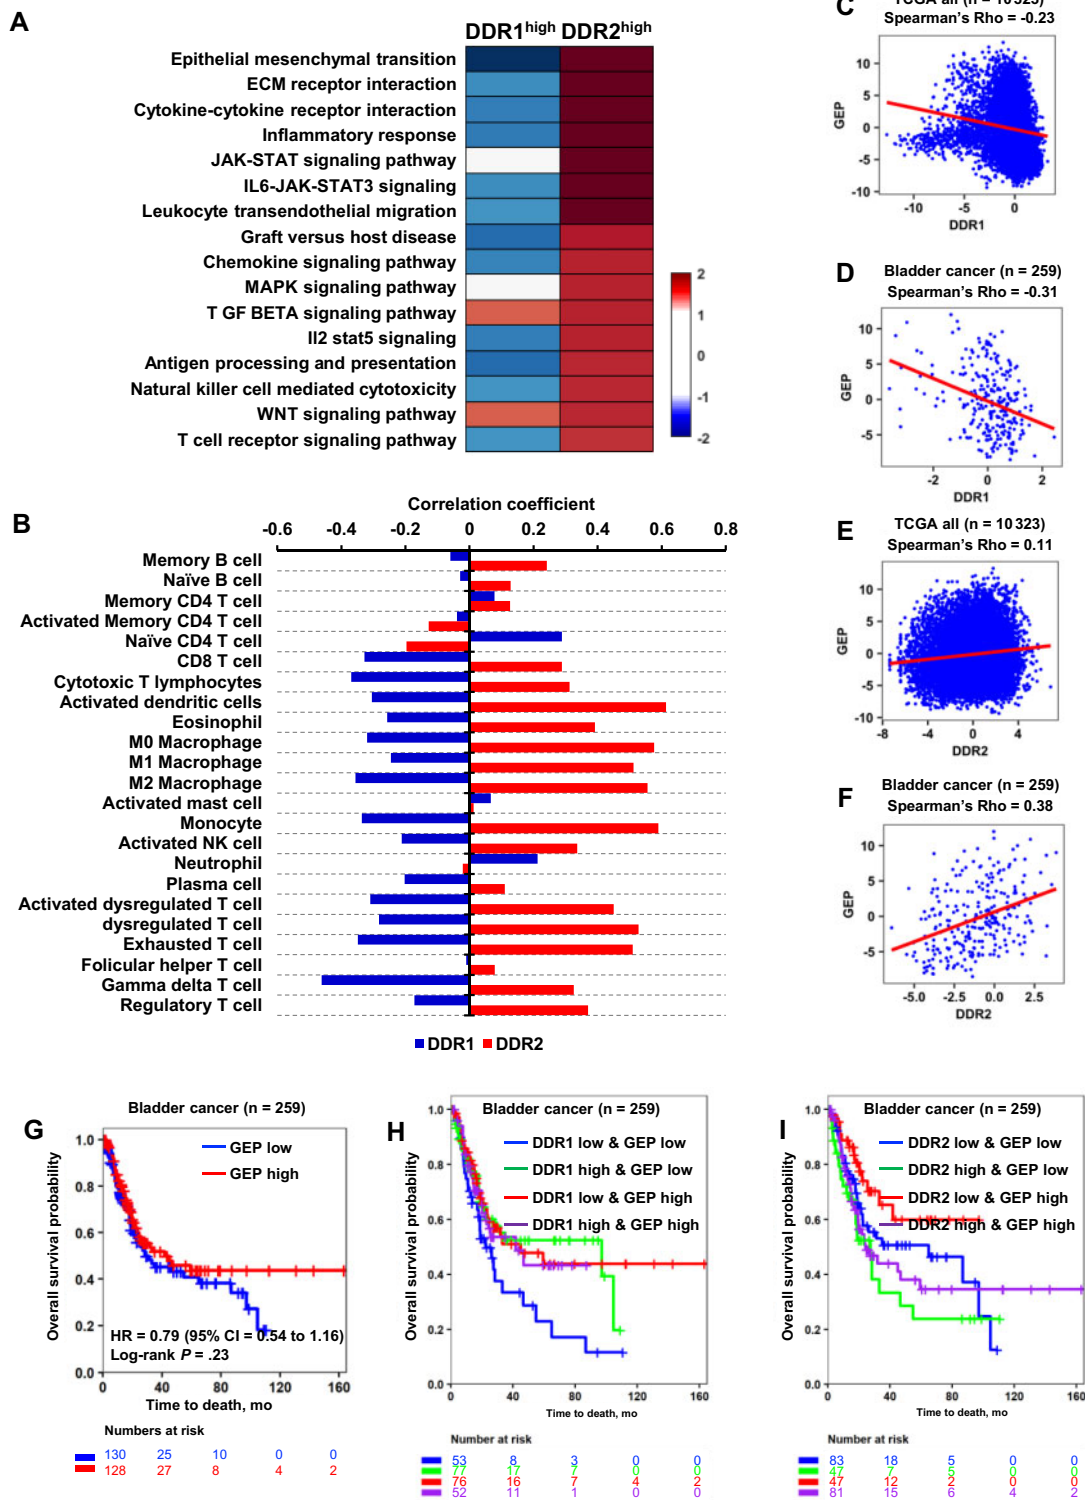 A
DDR1high DDR2high
Epithelial mesenchymal transition
ECM receptor interaction
Cytokine-cytokine receptor interaction
Inflammatory response
JAK-STAT signaling pathway
IL6-JAK-STAT3 signaling
Leukocyte transendothelial migration
Graft versus host disease
Chemokine signaling pathway
MAPK signaling pathway
T GF BETA signaling pathway
Il2 stat5 signaling
Antigen processing and presentation
Natural killer cell mediated cytotoxicity
WNT signaling pathway
T cell receptor signaling pathway
2
1
0
-1
-2
B
Correlation coefficient
-0.6 -0.4 -0.2 0 0.2 0.4 0.6 0.8
Memory B cell
Naïve B cell
Memory CD4 T cell
Activated Memory CD4 T cell
Naïve CD4 T cell
CD8 T cell
Cytotoxic T lymphocytes
Activated dendritic cells
Eosinophil
M0 Macrophage
M1 Macrophage
M2 Macrophage
Activated mast cell
Monocyte
Activated NK cell
Neutrophil
Plasma cell
Activated dysregulated T cell
dysregulated T cell
Exhausted T cell
Folicular helper T cell
Gamma delta T cell
Regulatory T cell
DDR1 DDR2
C
TCGA all (n = 10 323)
Spearman's Rho = -0.23
GEP
10
5
0
-5
-10
-10 -5 0
DDR1
D
Bladder cancer (n = 259)
Spearman's Rho = -0.31
GEP
10
5
0
-5
-2 0 2
DDR1
E
TCGA all (n = 10 323)
Spearman's Rho = 0.11
GEP
10
5
0
-5
-10
-8 -4 0 4
DDR2
F
Bladder cancer (n = 259)
Spearman's Rho = 0.38
GEP
10
5
0
-5
-5.0 -2.5 0.0 2.5
DDR2
G
Bladder cancer (n = 259)
GEP low
GEP high
Overall survival probability
1.0
0.8
0.6
0.4
0.2
0.0
HR = 0.79 (95% CI = 0.54 to 1.16)
Log-rank P = .23
0 40 80 120 160
Time to death, mo
Numbers at risk
130 25 10 0 0
128 27 8 4 2
H
Bladder cancer (n = 259)
DDR1 low & GEP low
DDR1 high & GEP low
DDR1 low & GEP high
DDR1 high & GEP high
Overall survival probability
1.0
0.8
0.6
0.4
0.2
0.0
0 40 80 120 160
Time to death, mo
Number at risk
53 8 3 0 0
77 17 7 0 0
76 16 7 4 2
52 11 1 0 0
I
Bladder cancer (n = 259)
DDR2 low & GEP low
DDR2 high & GEP low
DDR2 low & GEP high
DDR2 high & GEP high
Overall survival probability
1.0
0.8
0.6
0.4
0.2
0.0
0 40 80 120 160
Time to death, mo
Number at risk
83 18 5 0 0
47 7 5 0 0
47 12 2 0 0
81 15 6 4 2